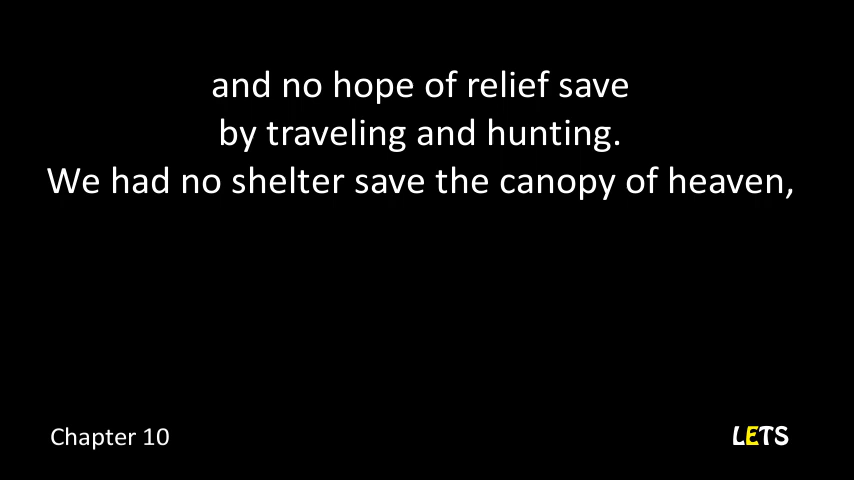 and no hope of relief save
by traveling and hunting.
We had no shelter save the canopy of heaven,
Chapter 10
LETS